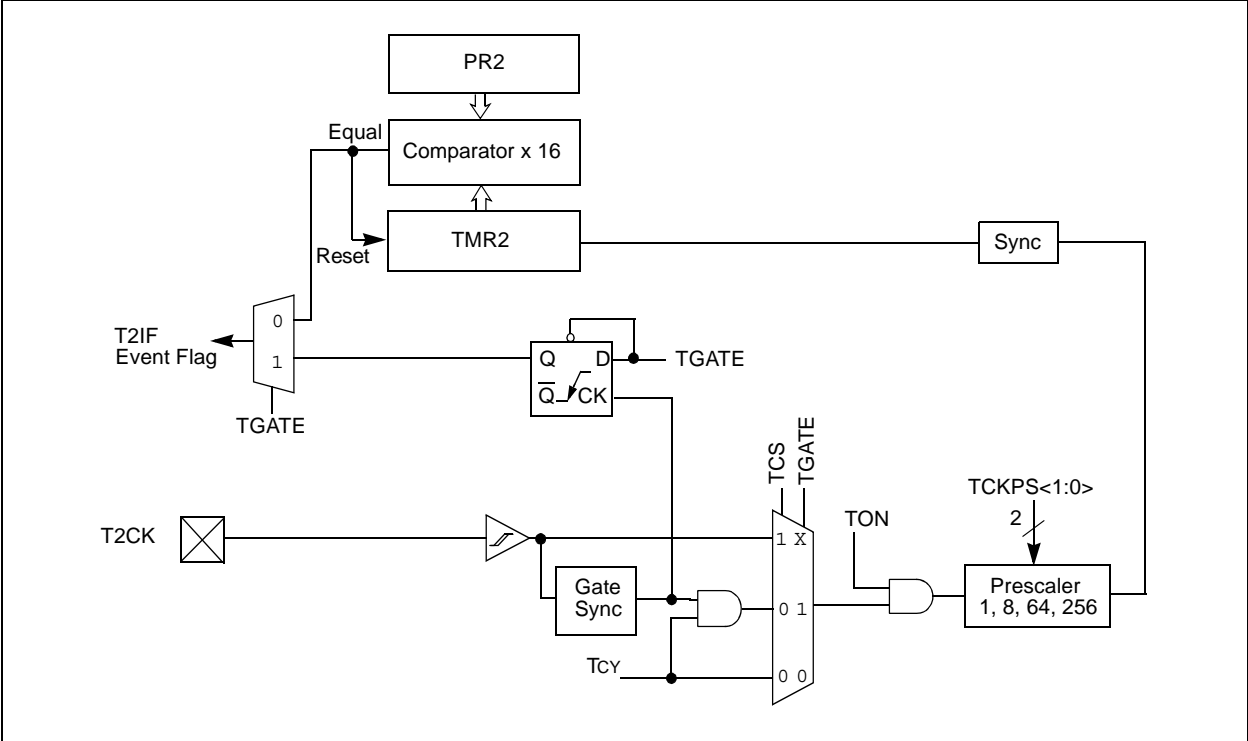 PR2
Equal
Comparator x 16
TMR2
Reset
Sync
0
1
T2IF
Event Flag
TGATE
Q
D
Q̅
CK
TGATE
TCS
TGATE
T2CK
1 X
Gate
Sync
0 1
TCY
0 0
TON
TCKPS<1:0>
2
Prescaler
1, 8, 64, 256